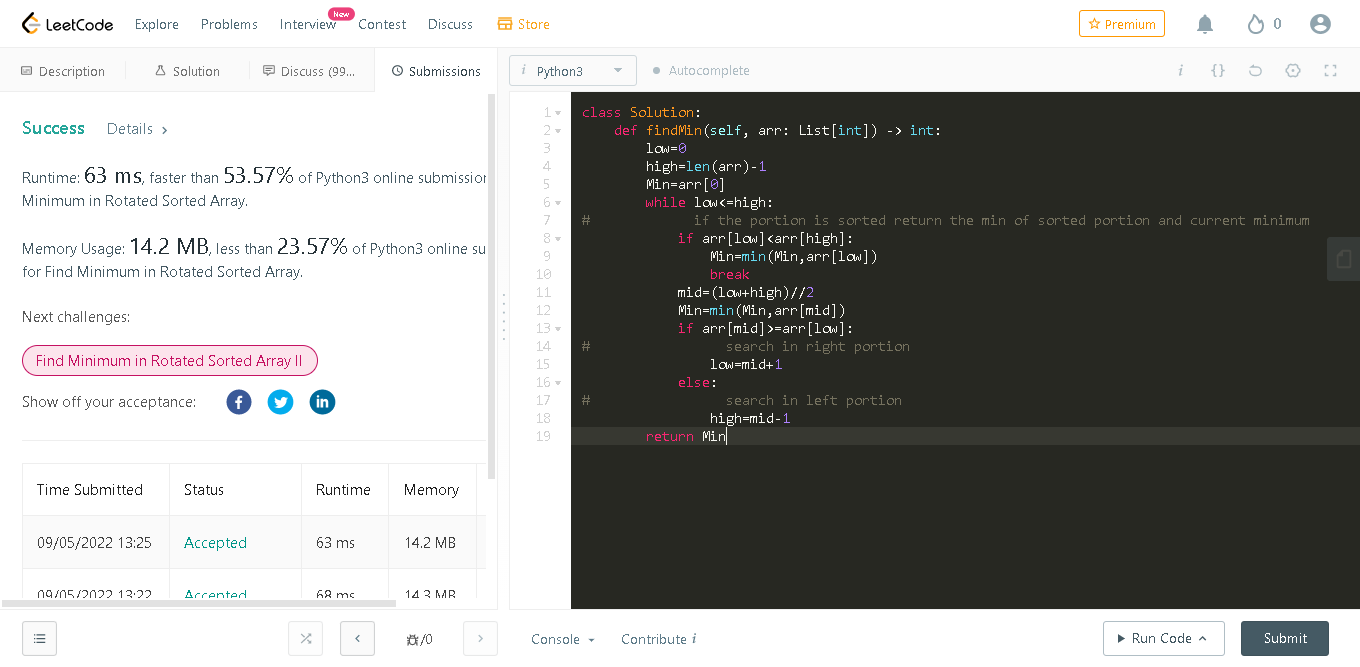 LeetCode Explore Problems Interview New Contest Discuss Store Premium 0
Description Solution Discuss (99... Submissions
i Python3 Autocomplete i {}
Success Details >
Runtime: 63 ms, faster than 53.57% of Python3 online submission
Minimum in Rotated Sorted Array.
Memory Usage: 14.2 MB, less than 23.57% of Python3 online su
for Find Minimum in Rotated Sorted Array.
Next challenges:
Find Minimum in Rotated Sorted Array II
Show off your acceptance:
Time Submitted Status Runtime Memory
09/05/2022 13:25 Accepted 63 ms 14.2 MB
09/05/2022 13:22 Accepted 68 ms 14.3 MB
1 class Solution:
2 def findMin(self, arr: List[int]) -> int:
3 low=0
4 high=len(arr)-1
5 Min=arr[0]
6 while low<=high:
7 # if the portion is sorted return the min of sorted portion and current minimum
8 if arr[low]<arr[high]:
9 Min=min(Min,arr[low])
10 break
11 mid=(low+high)//2
12 Min=min(Min,arr[mid])
13 if arr[mid]>=arr[low]:
14 # search in right portion
15 low=mid+1
16 else:
17 # search in left portion
18 high=mid-1
19 return Min
/0
Console Contribute i Run Code Submit